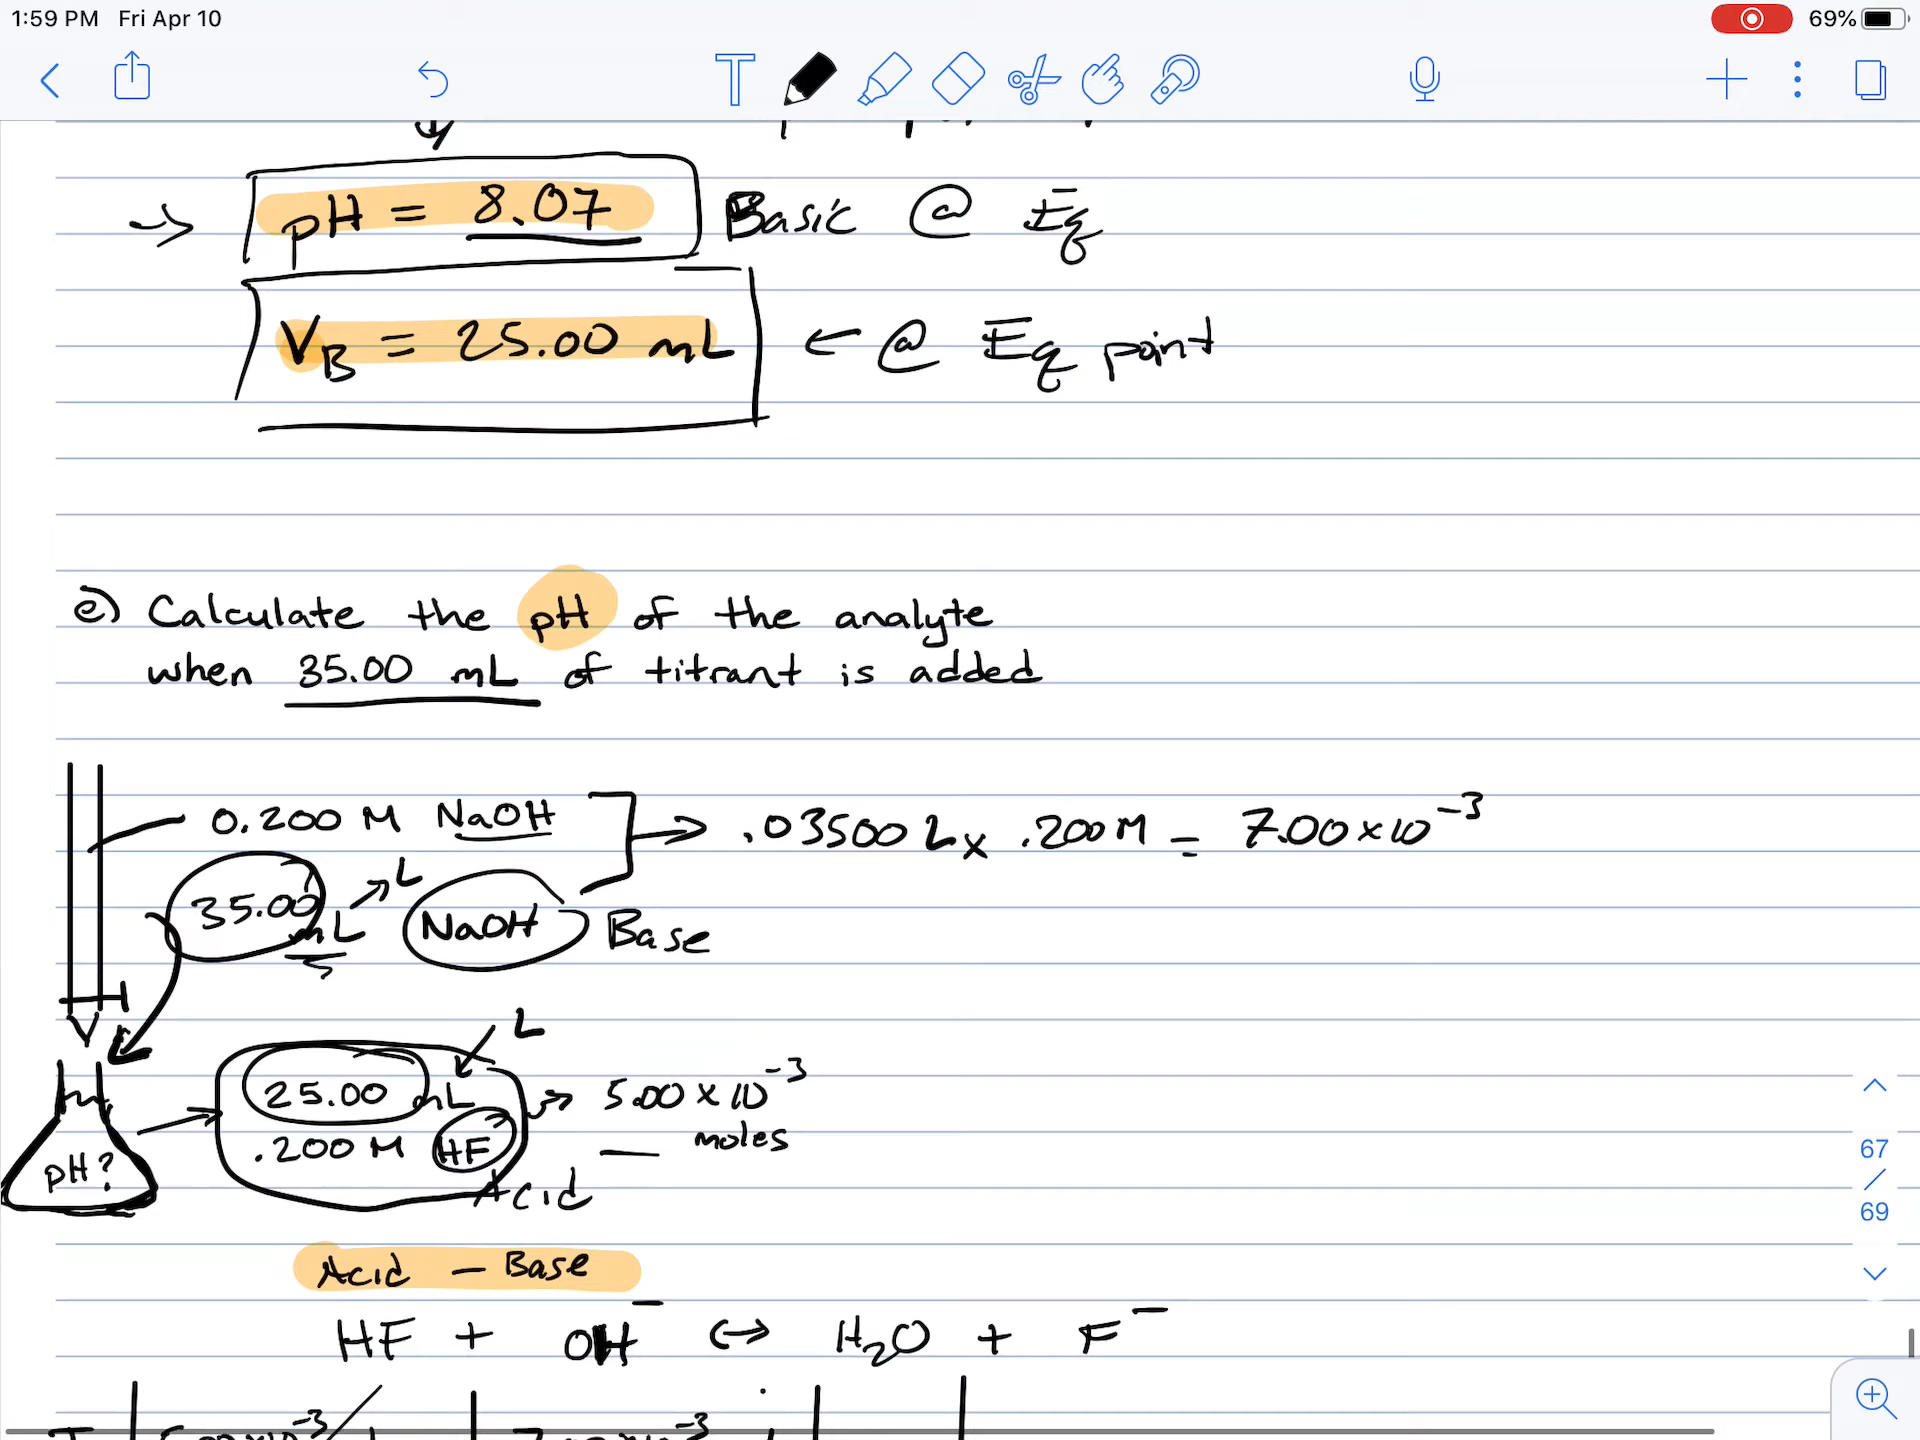 1:59 PM Fri Apr 10 69%
T
→ pH = 8.07 Basic @ Eq
V_B = 25.00 mL ← @ Eq point
e) Calculate the pH of the analyte
when 35.00 mL of titrant is added
0.200 M NaOH → .03500 L x .200 M = 7.00 x 10⁻³
35.00 mL → L NaOH Base
L
25.00 mL → 5.00 x 10⁻³
.200 M HF moles
pH?
Acid
67
/
69
Acid - Base
HF + OH⁻ ↔ H₂O + F⁻